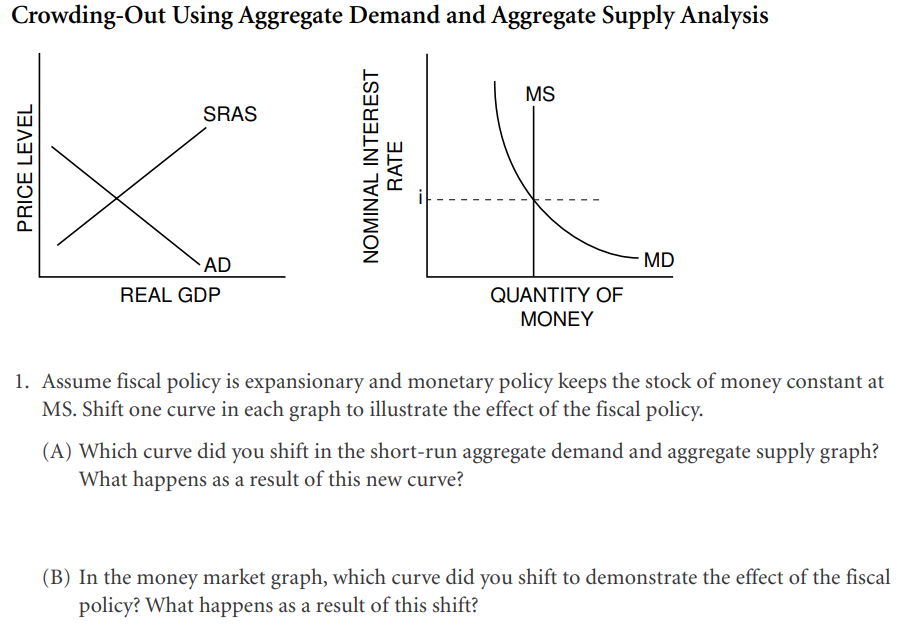 Crowding-Out Using Aggregate Demand and Aggregate Supply Analysis
PRICE LEVEL
SRAS
AD
REAL GDP
NOMINAL INTEREST
RATE
MS
i
MD
QUANTITY OF
MONEY
1. Assume fiscal policy is expansionary and monetary policy keeps the stock of money constant at
MS. Shift one curve in each graph to illustrate the effect of the fiscal policy.
(A) Which curve did you shift in the short-run aggregate demand and aggregate supply graph?
What happens as a result of this new curve?
(B) In the money market graph, which curve did you shift to demonstrate the effect of the fiscal
policy? What happens as a result of this shift?